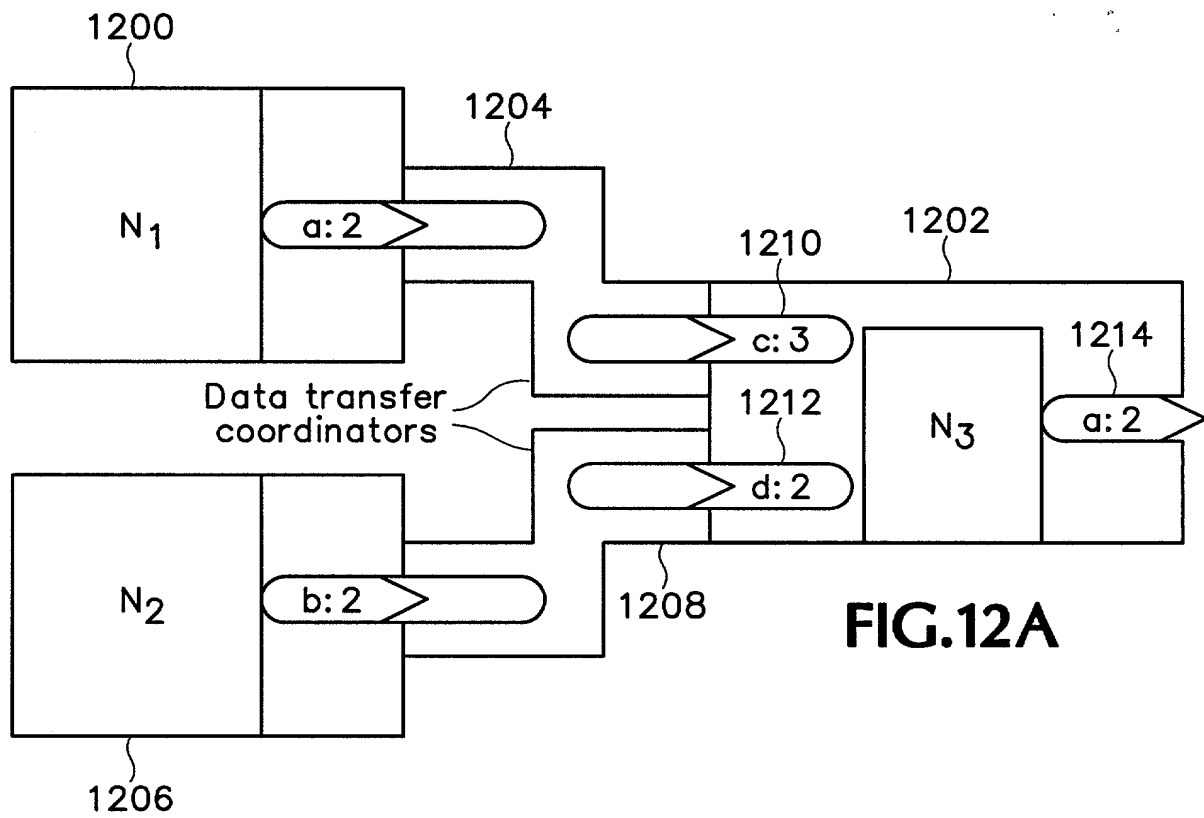 1200
1204
N1
a: 2
1202
1210
c: 3
1214
Data transfer
coordinators
1212
N3
a: 2
d: 2
N2
b: 2
1208
FIG.12A
1206